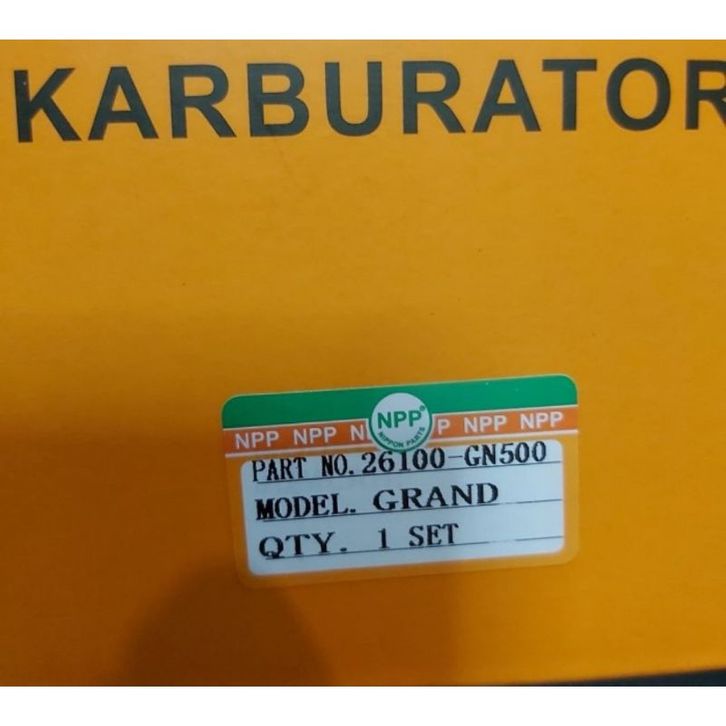 KARBURATOR
NPP NPP N P NPP NPP
NPP®
NIPPON PARTS
PART NO. 26100-GN500
MODEL. GRAND
QTY. 1 SET